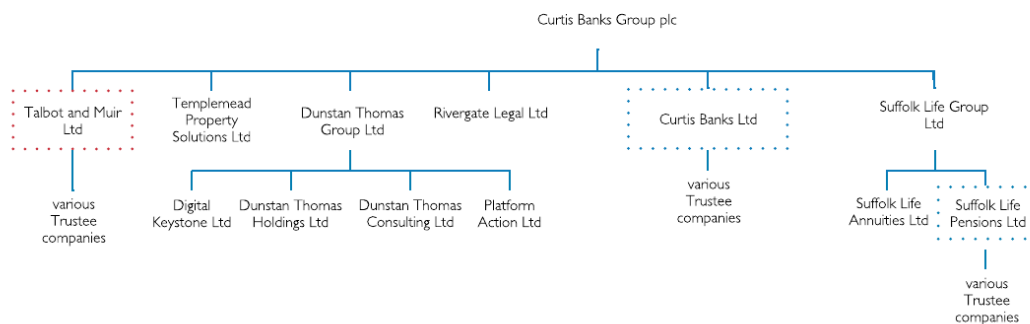 Curtis Banks Group plc
Talbot and Muir
Ltd
Templemead
Property
Solutions Ltd
Dunstan Thomas
Group Ltd
Rivergate Legal Ltd
Curtis Banks Ltd
Suffolk Life Group
Ltd
various
Trustee
companies
Digital
Keystone Ltd
Dunstan Thomas
Holdings Ltd
Dunstan Thomas
Consulting Ltd
Platform
Action Ltd
various
Trustee
companies
Suffolk Life
Annuities Ltd
Suffolk Life
Pensions Ltd
various
Trustee
companies